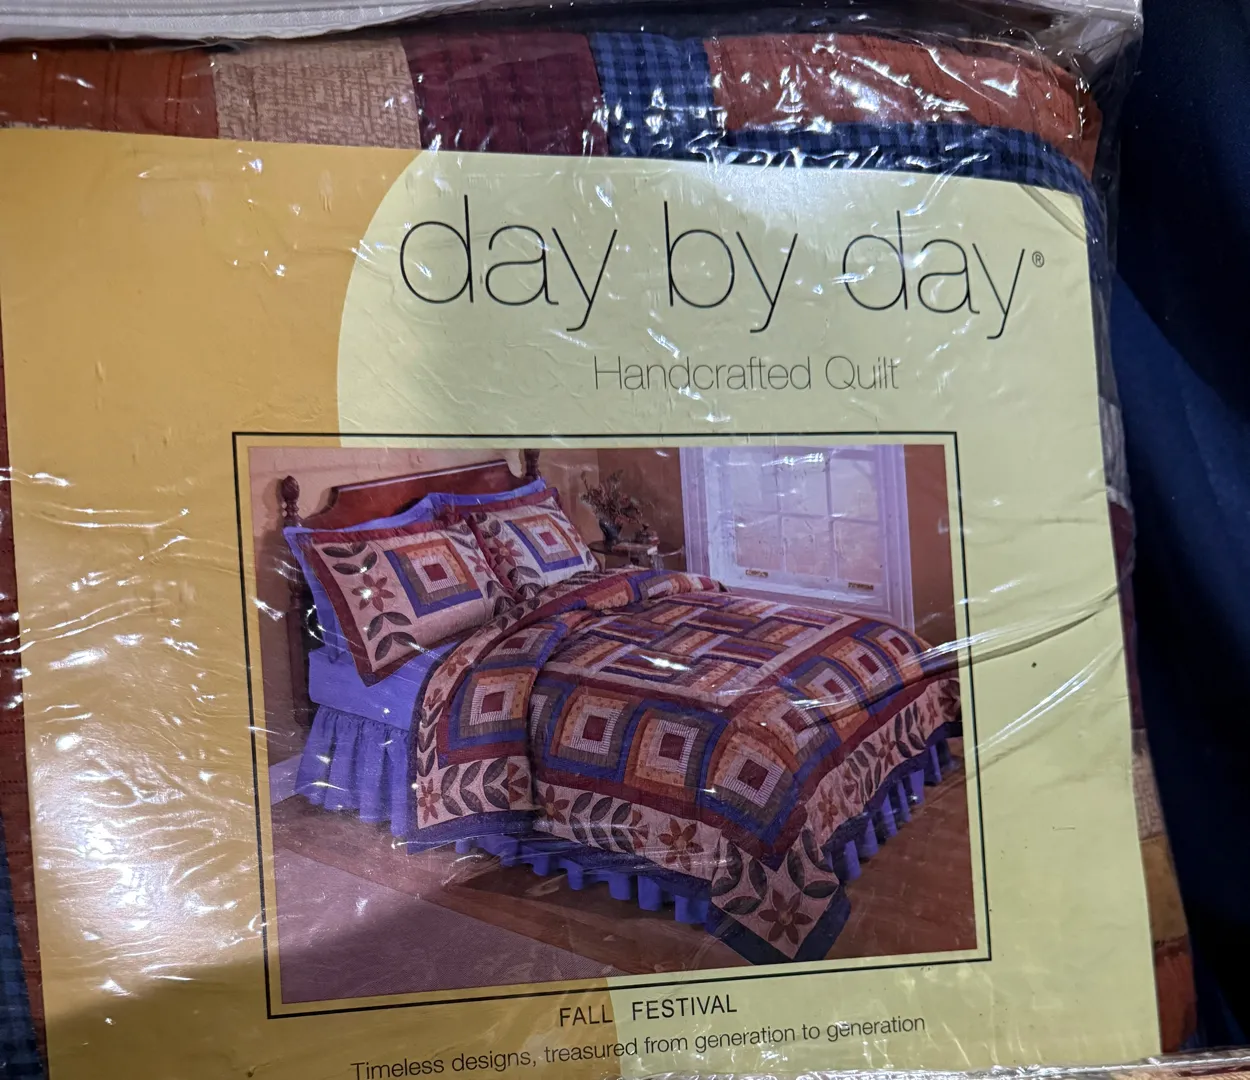 day by day®
Handcrafted Quilt
FALL FESTIVAL
Timeless designs, treasured from generation to generation